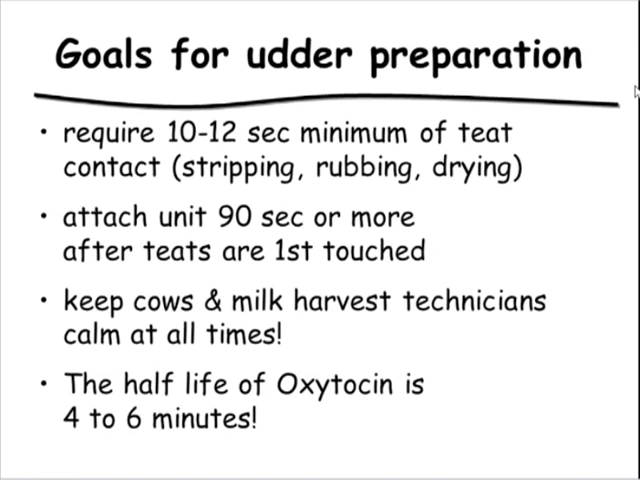 Goals for udder preparation
• require 10-12 sec minimum of teat
contact (stripping, rubbing, drying)
• attach unit 90 sec or more
after teats are 1st touched
• keep cows & milk harvest technicians
calm at all times!
• The half life of Oxytocin is
4 to 6 minutes!